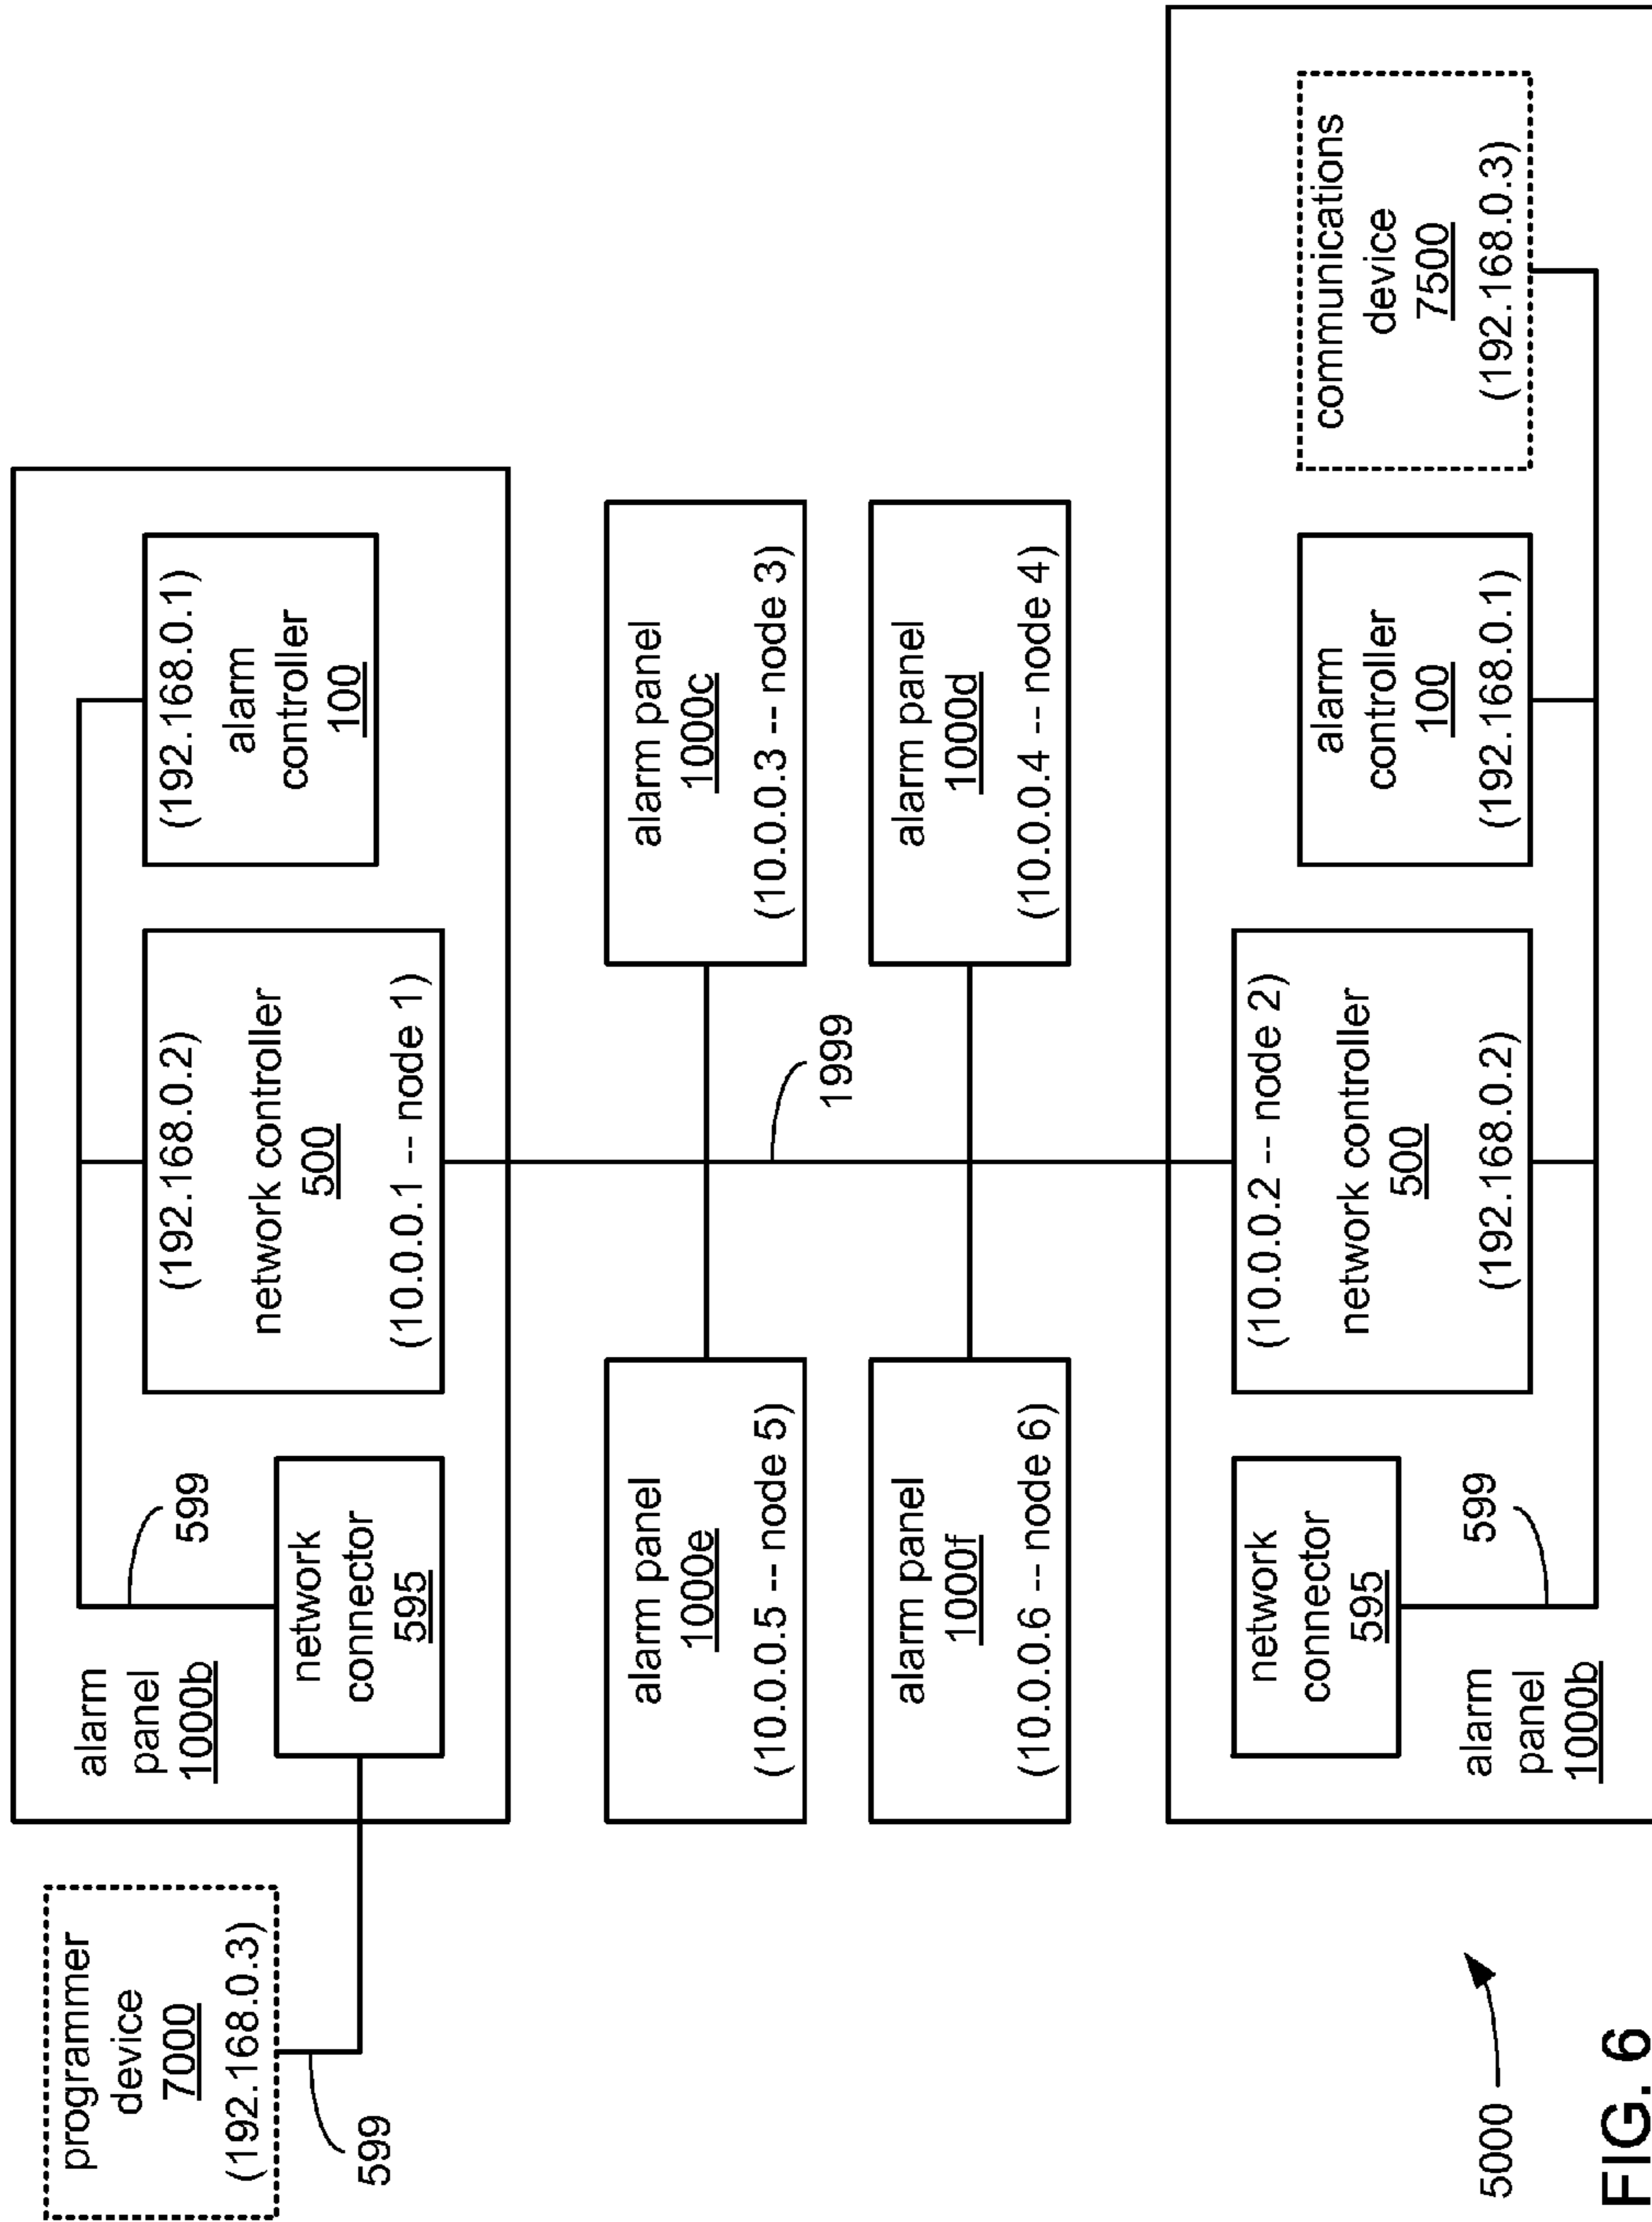 programmer
device
7000
(192.168.0.3)
599
alarm
panel
1000b
599
network
connector
595
(192.168.0.2)
network controller
500
(10.0.0.1 -- node 1)
(192.168.0.1)
alarm
controller
100
alarm panel
1000e
(10.0.0.5 -- node 5)
alarm panel
1000c
(10.0.0.3 -- node 3)
1999
alarm panel
1000f
(10.0.0.6 -- node 6)
alarm panel
1000d
(10.0.0.4 -- node 4)
network
connector
595
599
alarm
panel
1000b
(10.0.0.2 -- node 2)
network controller
500
(192.168.0.2)
alarm
controller
100
(192.168.0.1)
communications
device
7500
(192.168.0.3)
5000
FIG. 6